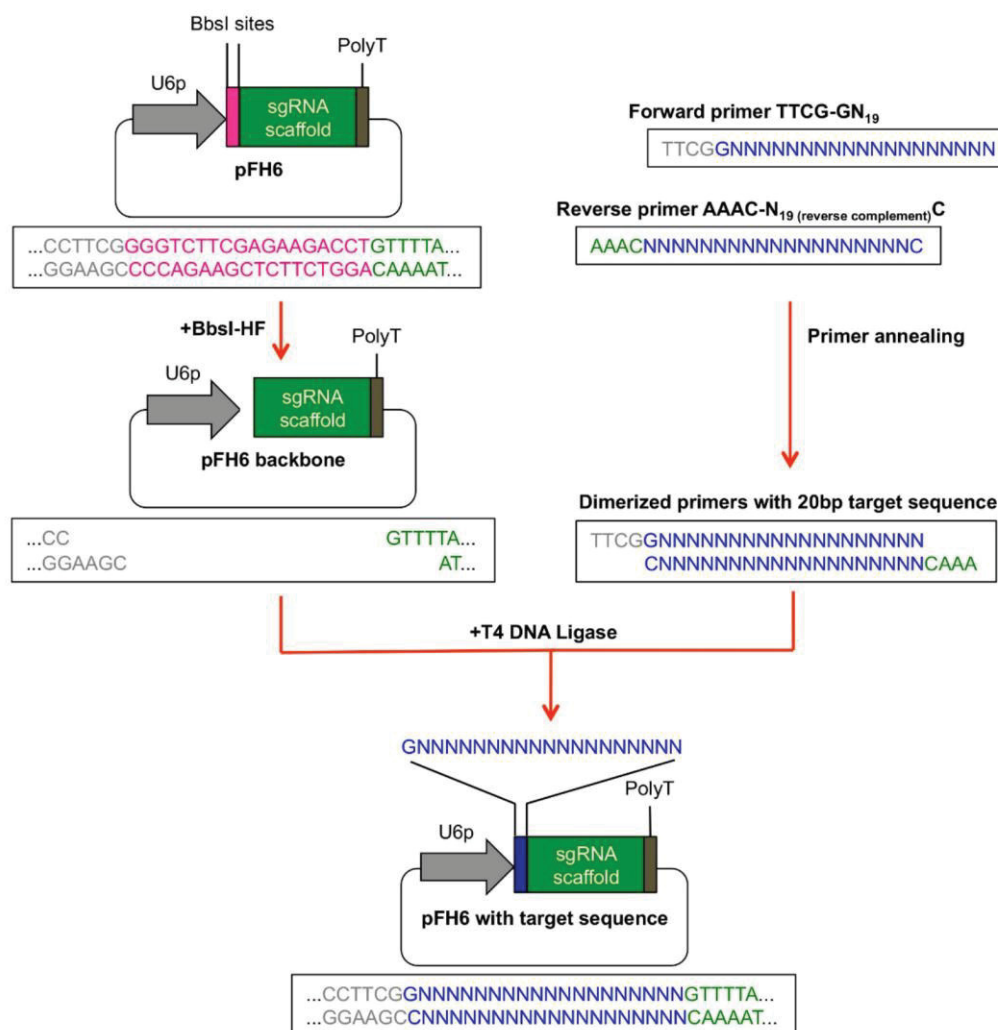 BbsI sites
PolyT
U6p
sgRNA
scaffold
pFH6
...CCTTCGGGGTCTTCGAGAAGACCTGTTTTA...
...GGAAGCCCCAGAAGCTCTTCTGGACAAAAT...
Forward primer TTCG-GN19
TTCGGNNNNNNNNNNNNNNNNNNN
Reverse primer AAAC-N19 (reverse complement)C
AAACNNNNNNNNNNNNNNNNNNNC
+BbsI-HF
Primer annealing
PolyT
U6p
sgRNA
scaffold
pFH6 backbone
...CC GTTTTA...
...GGAAGC AT...
Dimerized primers with 20bp target sequence
TTCGGNNNNNNNNNNNNNNNNNNN
CNNNNNNNNNNNNNNNNNNNCAAA
+T4 DNA Ligase
GNNNNNNNNNNNNNNNNNNN
PolyT
U6p
sgRNA
scaffold
pFH6 with target sequence
...CCTTCGGNNNNNNNNNNNNNNNNNNNGTTTTA...
...GGAAGCCNNNNNNNNNNNNNNNNNNNCAAAAT...